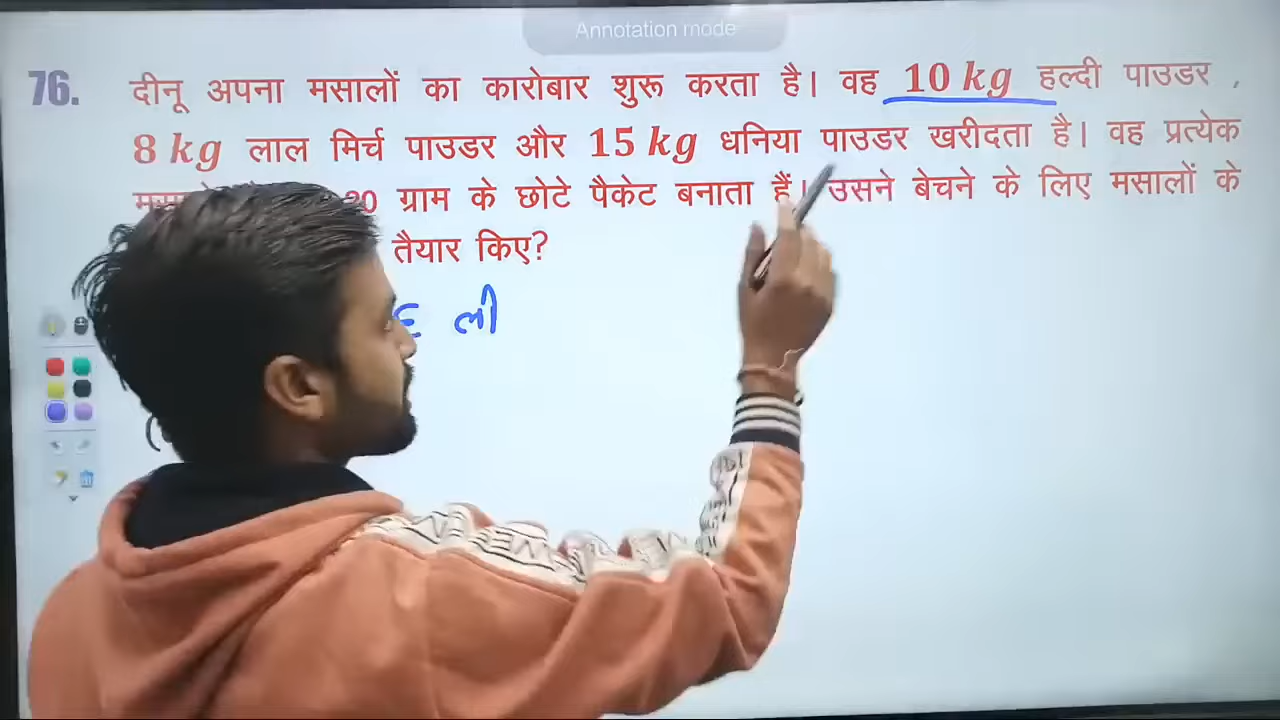 Annotation mode
76. दीनू अपना मसालों का कारोबार शुरू करता है। वह 10 kg हल्दी पाउडर ,
8 kg लाल मिर्च पाउडर और 15 kg धनिया पाउडर खरीदता है। वह प्रत्येक
ग्राम के छोटे पैकेट बनाता हैं। उसने बेचने के लिए मसालों के
तैयार किए?
ली